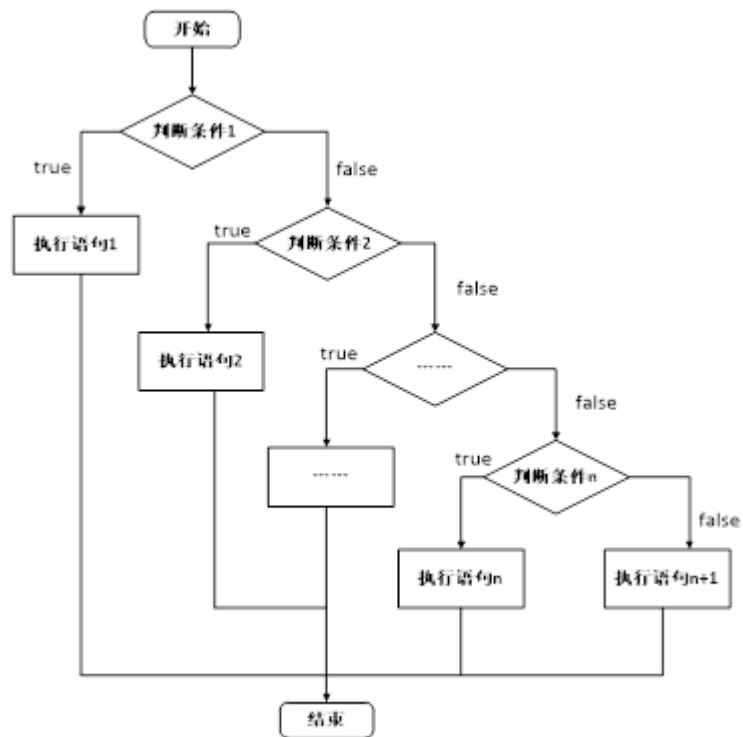 开始
判断条件1
true
false
执行语句1
true
判断条件2
false
执行语句2
true
------
false
------
true
判断条件n
false
执行语句n
执行语句n+1
结束